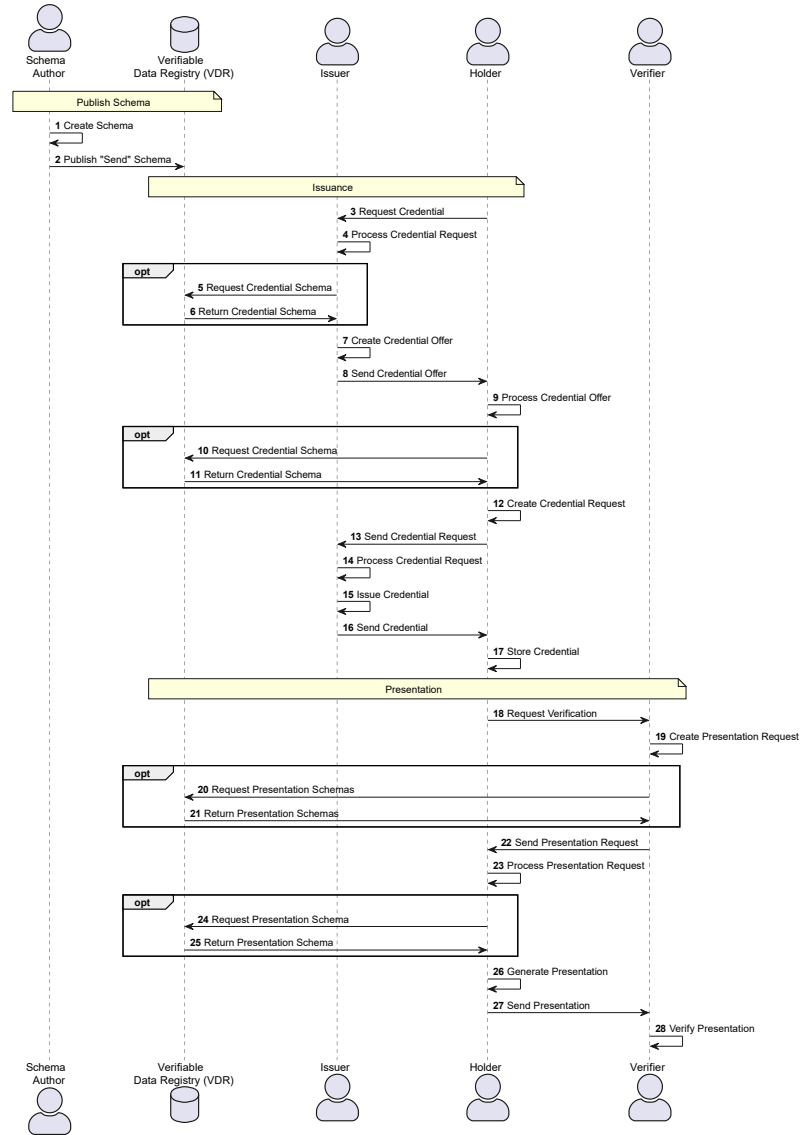 Schema
Author
Verifiable
Data Registry (VDR)
Issuer
Holder
Verifier
Publish Schema
1 Create Schema
2 Publish "Send" Schema
Issuance
3 Request Credential
4 Process Credential Request
opt
5 Request Credential Schema
6 Return Credential Schema
7 Create Credential Offer
8 Send Credential Offer
9 Process Credential Offer
opt
10 Request Credential Schema
11 Return Credential Schema
12 Create Credential Request
13 Send Credential Request
14 Process Credential Request
15 Issue Credential
16 Send Credential
17 Store Credential
Presentation
18 Request Verification
19 Create Presentation Request
opt
20 Request Presentation Schemas
21 Return Presentation Schemas
22 Send Presentation Request
23 Process Presentation Request
opt
24 Request Presentation Schema
25 Return Presentation Schema
26 Generate Presentation
27 Send Presentation
28 Verify Presentation
Schema
Author
Verifiable
Data Registry (VDR)
Issuer
Holder
Verifier